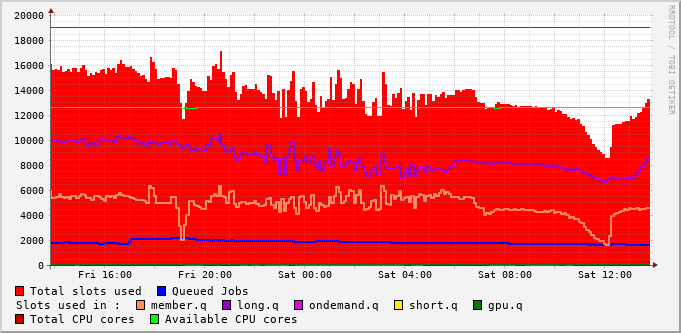 20000
18000
16000
14000
12000
10000
8000
6000
4000
2000
0
Fri 16:00 Fri 20:00 Sat 00:00 Sat 04:00 Sat 08:00 Sat 12:00
Total slots used Queued Jobs
Slots used in : member.q long.q ondemand.q short.q gpu.q
Total CPU cores Available CPU cores
RRDTOOL / TOBI OETIKER